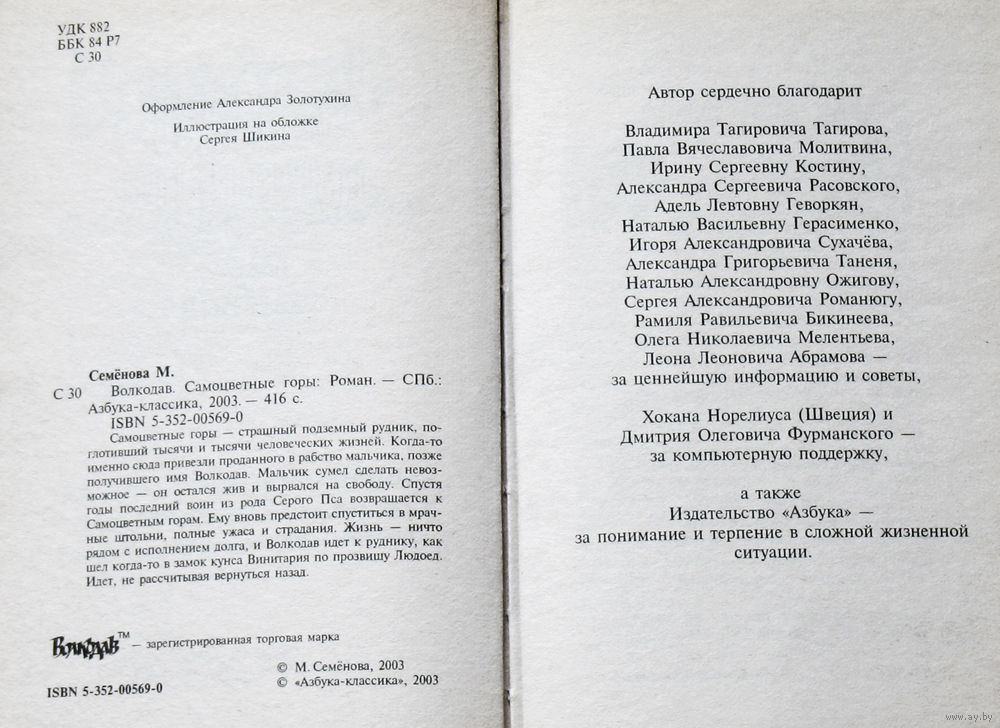 УДК 882
ББК 84 Р7
С 30
Оформление Александра Золотухина
Иллюстрация на обложке
Сергея Шикина
Семёнова М.
С 30 Волкодав. Самоцветные горы: Роман. — СПб.:
Азбука-классика, 2003. — 416 с.
ISBN 5-352-00569-0
Самоцветные горы — страшный подземный рудник, по-
глотивший тысячи и тысячи человеческих жизней. Когда-то
именно сюда привезли проданного в рабство мальчика, позже
получившего имя Волкодав. Мальчик сумел сделать невоз-
можное — он остался жив и вырвался на свободу. Спустя
годы последний воин из рода Серого Пса возвращается к
Самоцветным горам. Ему вновь предстоит спуститься в мрач-
ные штольни, полные ужаса и страдания. Жизнь — ничто
рядом с исполнением долга, и Волкодав идет к руднику, как
шел когда-то в замок кунса Винитария по прозвищу Людоед.
Идет, не рассчитывая вернуться назад.
Волкодав™ — зарегистрированная торговая марка
© М. Семёнова, 2003
© «Азбука-классика», 2003
ISBN 5-352-00569-0
Автор сердечно благодарит
Владимира Тагировича Тагирова,
Павла Вячеславовича Молитвина,
Ирину Сергеевну Костину,
Александра Сергеевича Расовского,
Адель Левтовну Геворкян,
Наталью Васильевну Герасименко,
Игоря Александровича Сухачёва,
Александра Григорьевича Таненя,
Наталью Александровну Ожигову,
Сергея Александровича Романюгу,
Рамиля Равильевича Бикинеева,
Олега Николаевича Мелентьева,
Леона Леоновича Абрамова —
за ценнейшую информацию и советы,
Хокана Норелиуса (Швеция) и
Дмитрия Олеговича Фурманского —
за компьютерную поддержку,
а также
Издательство «Азбука» —
за понимание и терпение в сложной жизненной
ситуации.
www.ay.by